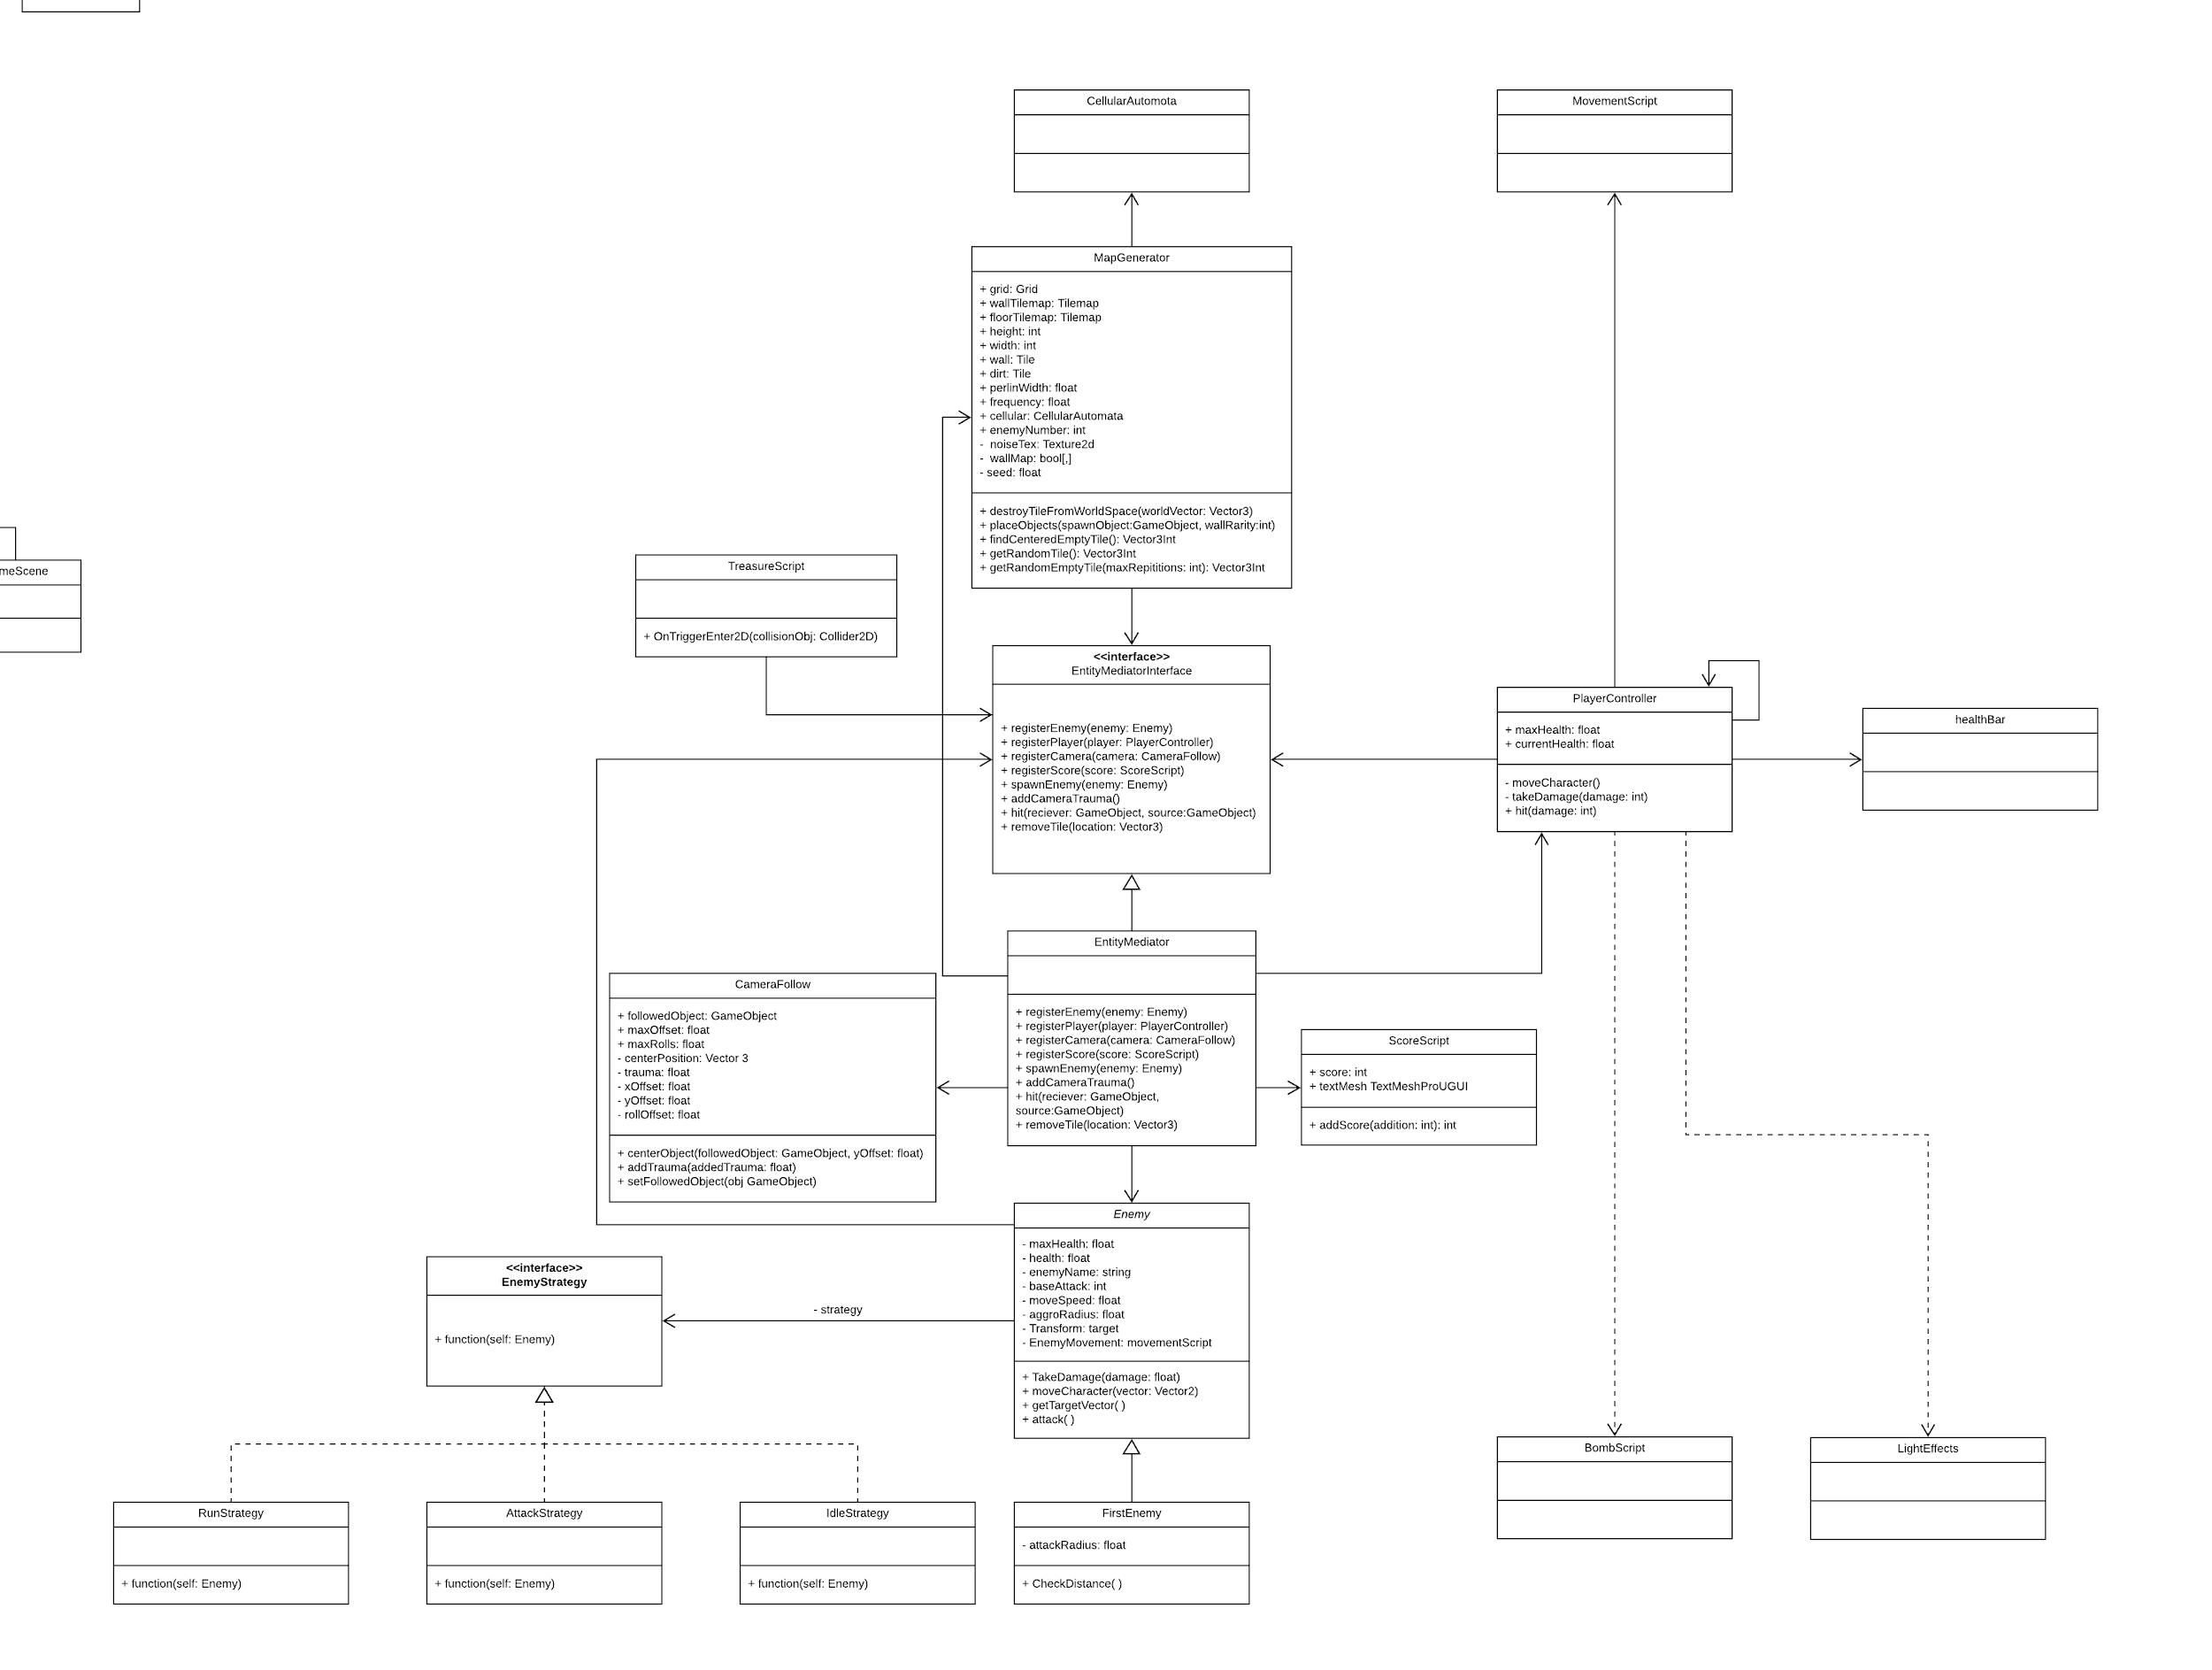 CellularAutomota
MovementScript
MapGenerator
+ grid: Grid
+ wallTilemap: Tilemap
+ floorTilemap: Tilemap
+ height: int
+ width: int
+ wall: Tile
+ dirt: Tile
+ perlinWidth: float
+ frequency: float
+ cellular: CellularAutomata
+ enemyNumber: int
-  noiseTex: Texture2d
-  wallMap: bool[,]
- seed: float
+ destroyTileFromWorldSpace(worldVector: Vector3)
+ placeObjects(spawnObject:GameObject, wallRarity:int)
+ findCenteredEmptyTile(): Vector3Int
+ getRandomTile(): Vector3Int
+ getRandomEmptyTile(maxRepititions: int): Vector3Int
meScene
TreasureScript
+ OnTriggerEnter2D(collisionObj: Collider2D)
<<interface>>
EntityMediatorInterface
+ registerEnemy(enemy: Enemy)
+ registerPlayer(player: PlayerController)
+ registerCamera(camera: CameraFollow)
+ registerScore(score: ScoreScript)
+ spawnEnemy(enemy: Enemy)
+ addCameraTrauma()
+ hit(reciever: GameObject, source:GameObject)
+ removeTile(location: Vector3)
PlayerController
+ maxHealth: float
+ currentHealth: float
- moveCharacter()
- takeDamage(damage: int)
+ hit(damage: int)
healthBar
EntityMediator
+ registerEnemy(enemy: Enemy)
+ registerPlayer(player: PlayerController)
+ registerCamera(camera: CameraFollow)
+ registerScore(score: ScoreScript)
+ spawnEnemy(enemy: Enemy)
+ addCameraTrauma()
+ hit(reciever: GameObject,
source:GameObject)
+ removeTile(location: Vector3)
CameraFollow
+ followedObject: GameObject
+ maxOffset: float
+ maxRolls: float
- centerPosition: Vector 3
- trauma: float
- xOffset: float
- yOffset: float
- rollOffset: float
+ centerObject(followedObject: GameObject, yOffset: float)
+ addTrauma(addedTrauma: float)
+ setFollowedObject(obj GameObject)
ScoreScript
+ score: int
+ textMesh TextMeshProUGUI
+ addScore(addition: int): int
Enemy
- maxHealth: float
- health: float
- enemyName: string
- baseAttack: int
- moveSpeed: float
- aggroRadius: float
- Transform: target
- EnemyMovement: movementScript
+ TakeDamage(damage: float)
+ moveCharacter(vector: Vector2)
+ getTargetVector( )
+ attack( )
<<interface>>
EnemyStrategy
+ function(self: Enemy)
- strategy
RunStrategy
+ function(self: Enemy)
AttackStrategy
+ function(self: Enemy)
IdleStrategy
+ function(self: Enemy)
FirstEnemy
- attackRadius: float
+ CheckDistance( )
BombScript
LightEffects